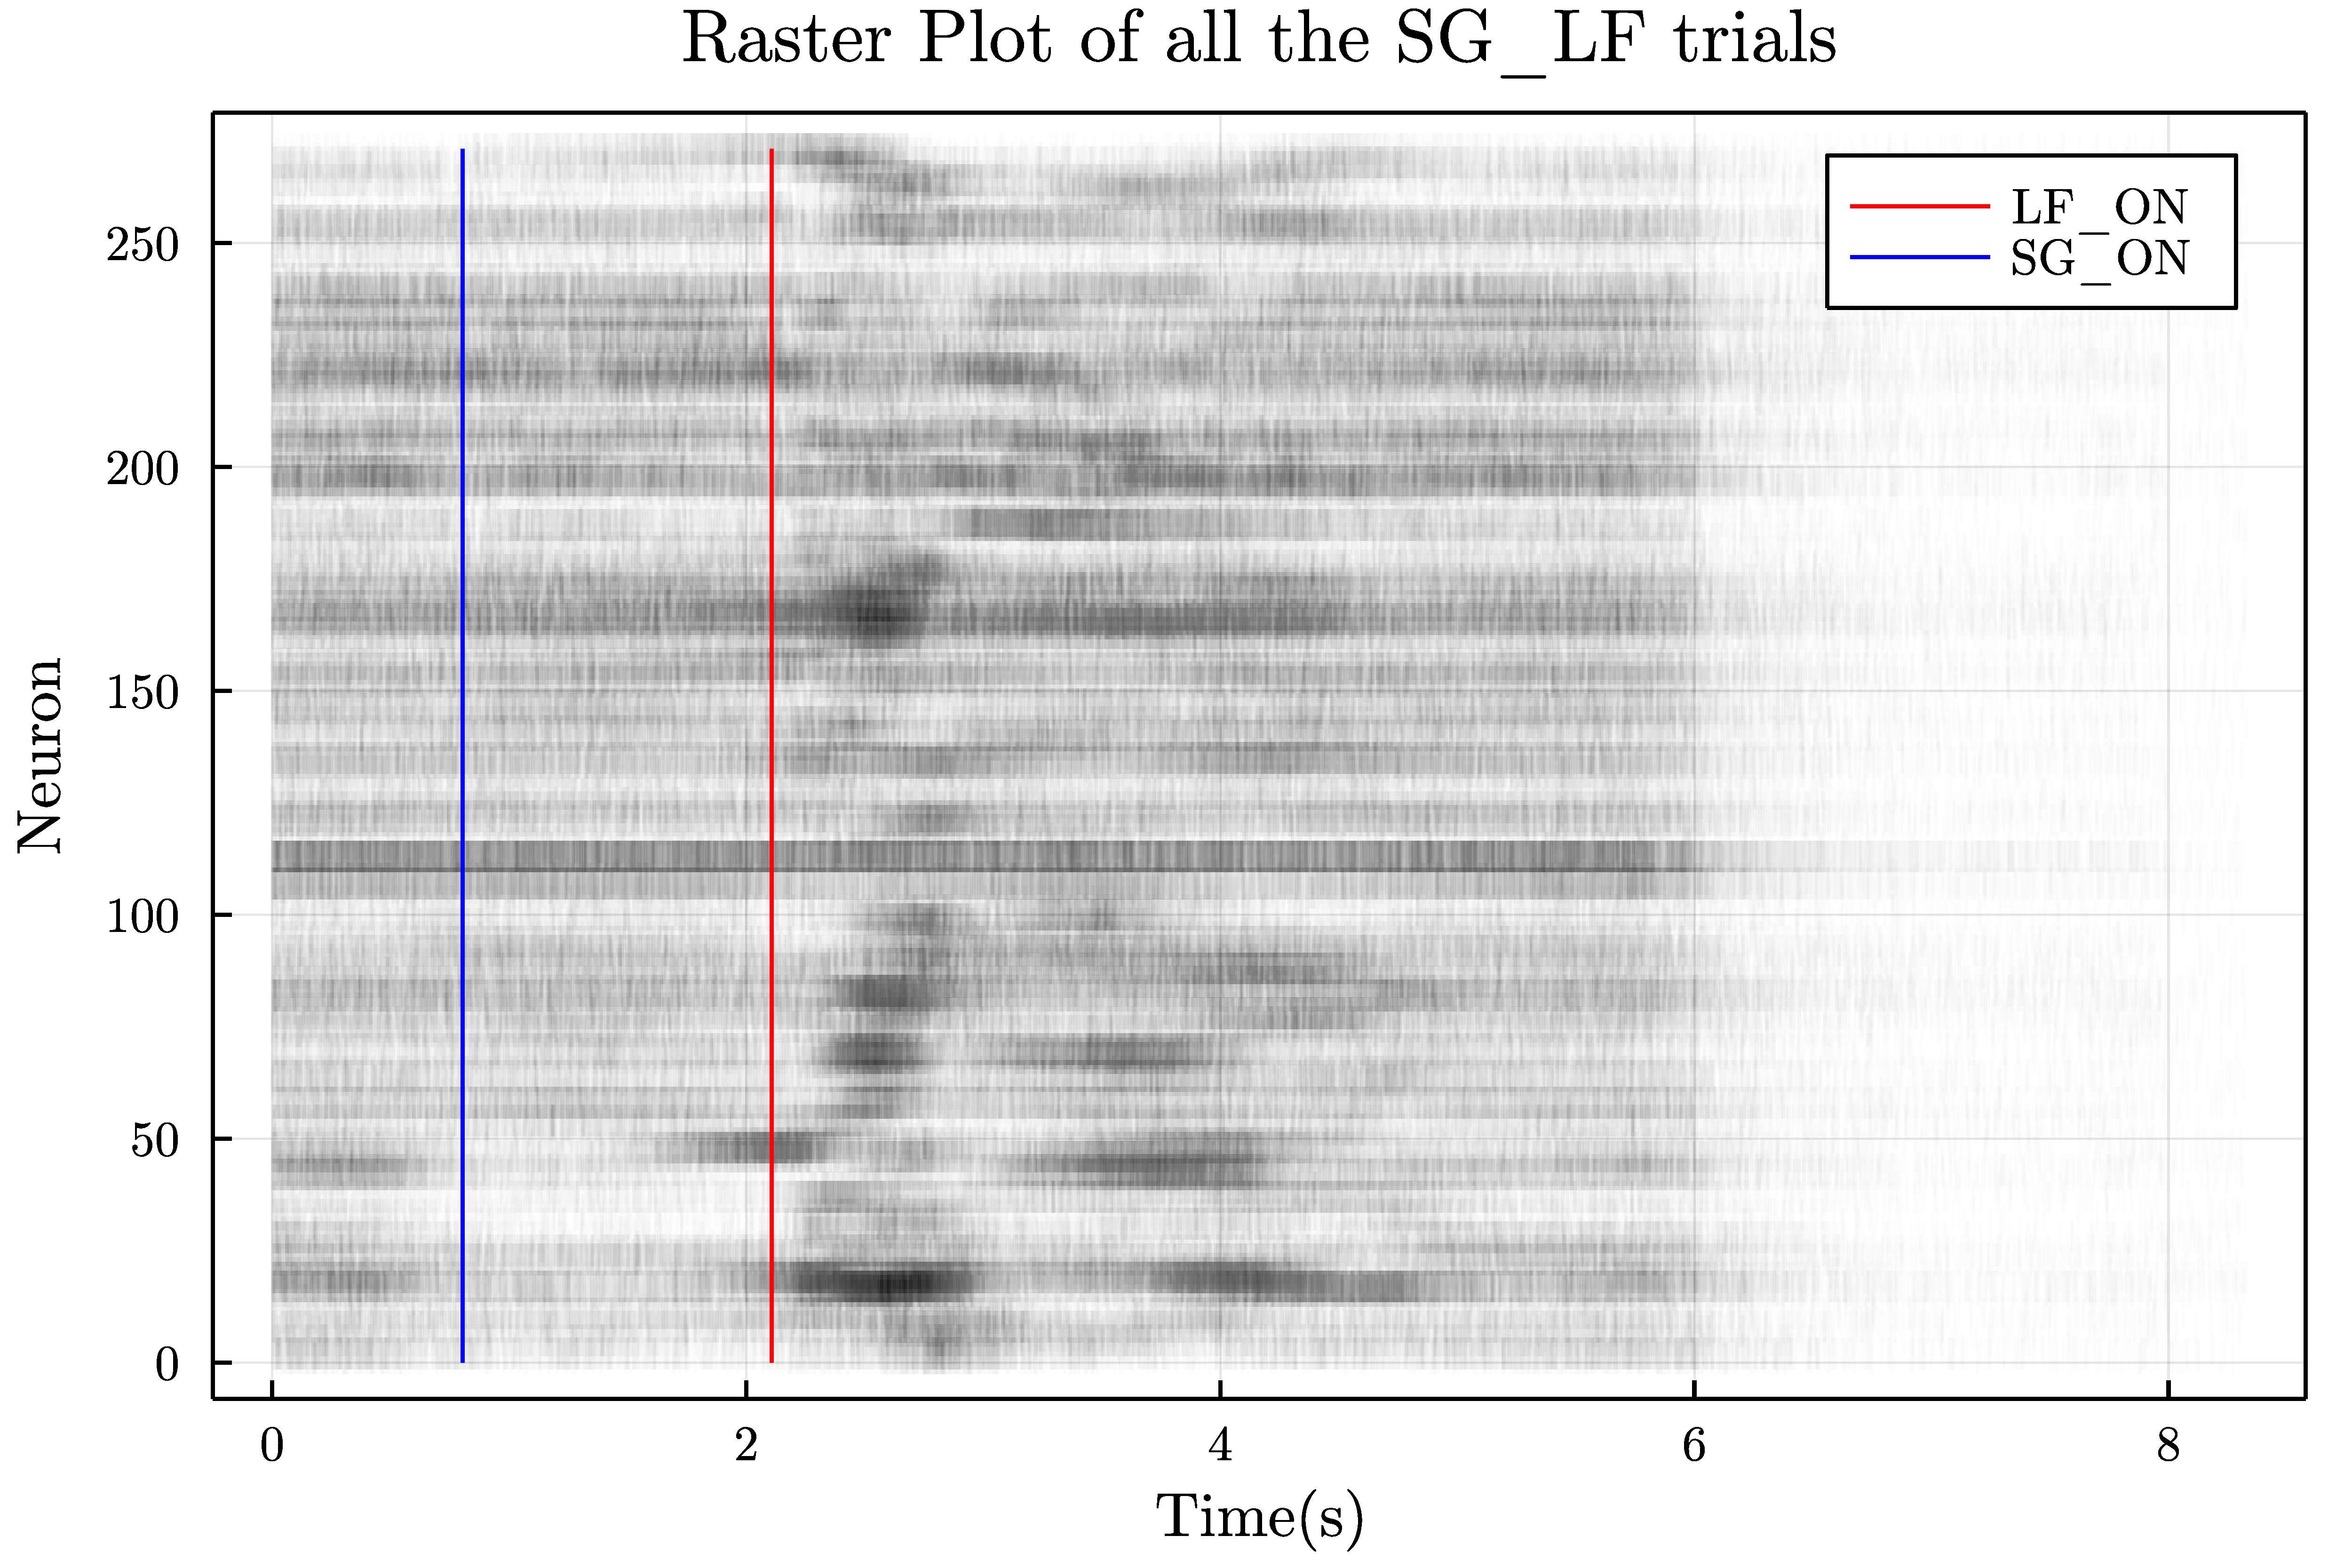 Raster Plot of all the SG_LF trials
LF_ON
SG_ON
250
200
150
100
50
0
Neuron
0 2 4 6 8
Time(s)